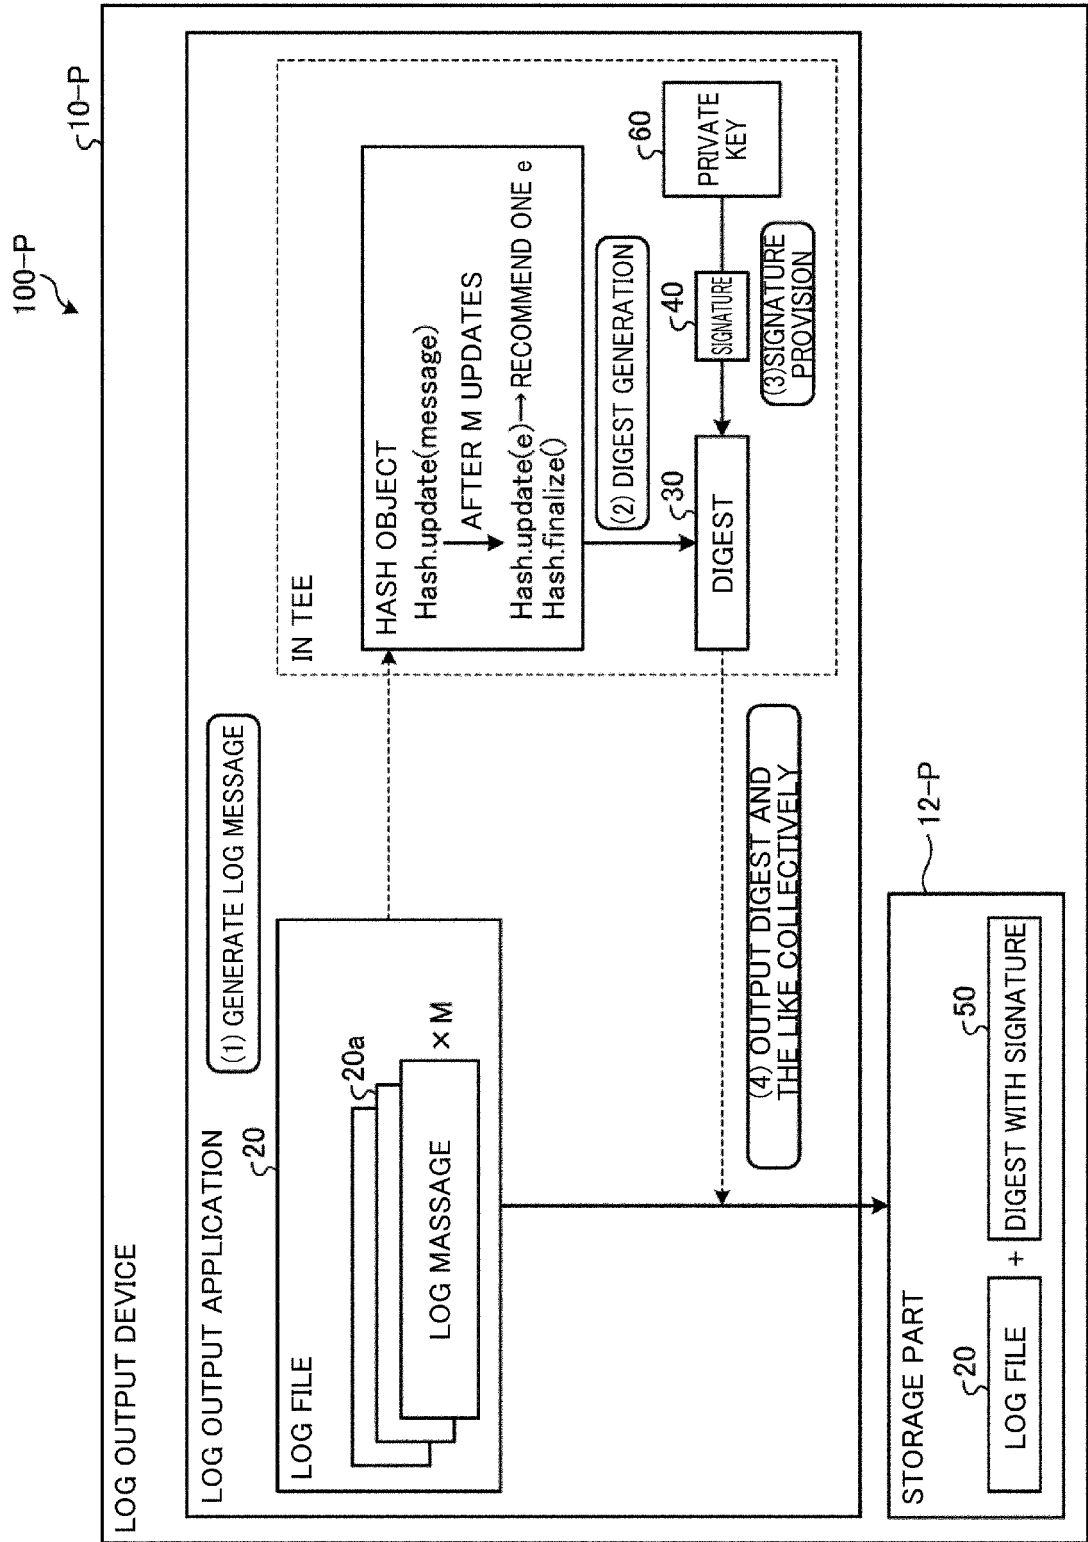 100-P
10-P
LOG OUTPUT DEVICE
LOG OUTPUT APPLICATION
(1) GENERATE LOG MESSAGE
20
LOG FILE
20a
LOG MASSAGE
×M
IN TEE
HASH OBJECT
Hash.update(message)
AFTER M UPDATES
Hash.update(e)→RECOMMEND ONE e
Hash.finalize()
(2) DIGEST GENERATION
30
DIGEST
40
SIGNATURE
60
PRIVATE
KEY
(3)SIGNATURE
PROVISION
(4) OUTPUT DIGEST AND
THE LIKE COLLECTIVELY
12-P
STORAGE PART
20
LOG FILE
+
50
DIGEST WITH SIGNATURE